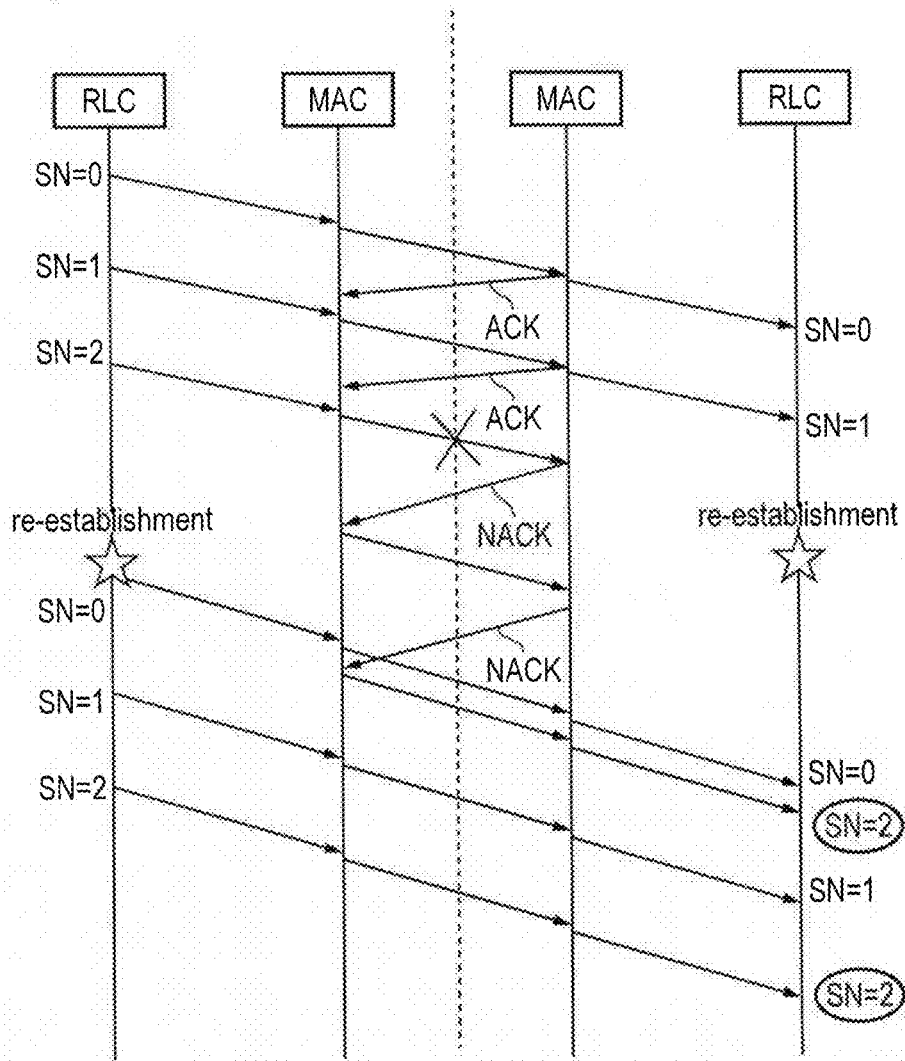 RLC
MAC
MAC
RLC
SN=0
SN=1
ACK
SN=0
SN=2
ACK
SN=1
re-establishment
NACK
re-establishment
SN=0
NACK
SN=1
SN=0
SN=2
SN=2
SN=1
SN=2